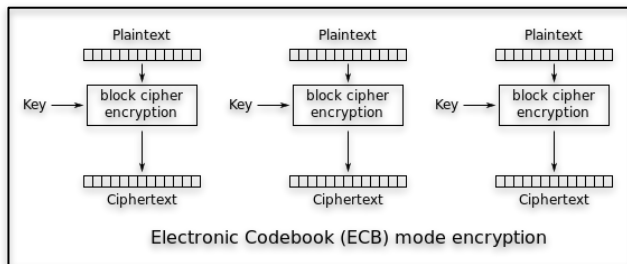 Plaintext Plaintext Plaintext
Key block cipher encryption Key block cipher encryption Key block cipher encryption
Ciphertext Ciphertext Ciphertext
Electronic Codebook (ECB) mode encryption